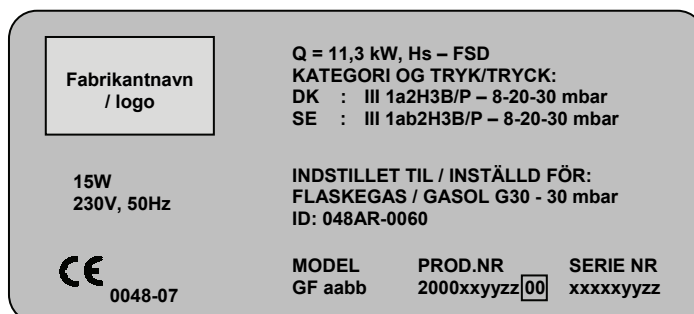 Fabrikantnavn
/ logo
Q = 11,3 kW, Hs – FSD
KATEGORI OG TRYK/TRYCK:
DK : III 1a2H3B/P – 8-20-30 mbar
SE : III 1ab2H3B/P – 8-20-30 mbar
15W
230V, 50Hz
INDSTILLET TIL / INSTÄLLD FÖR:
FLASKEGAS / GASOL G30 - 30 mbar
ID: 048AR-0060
CE 0048-07
MODEL PROD.NR SERIE NR
GF aabb 2000xxyyzz 00 xxxxxyyzz